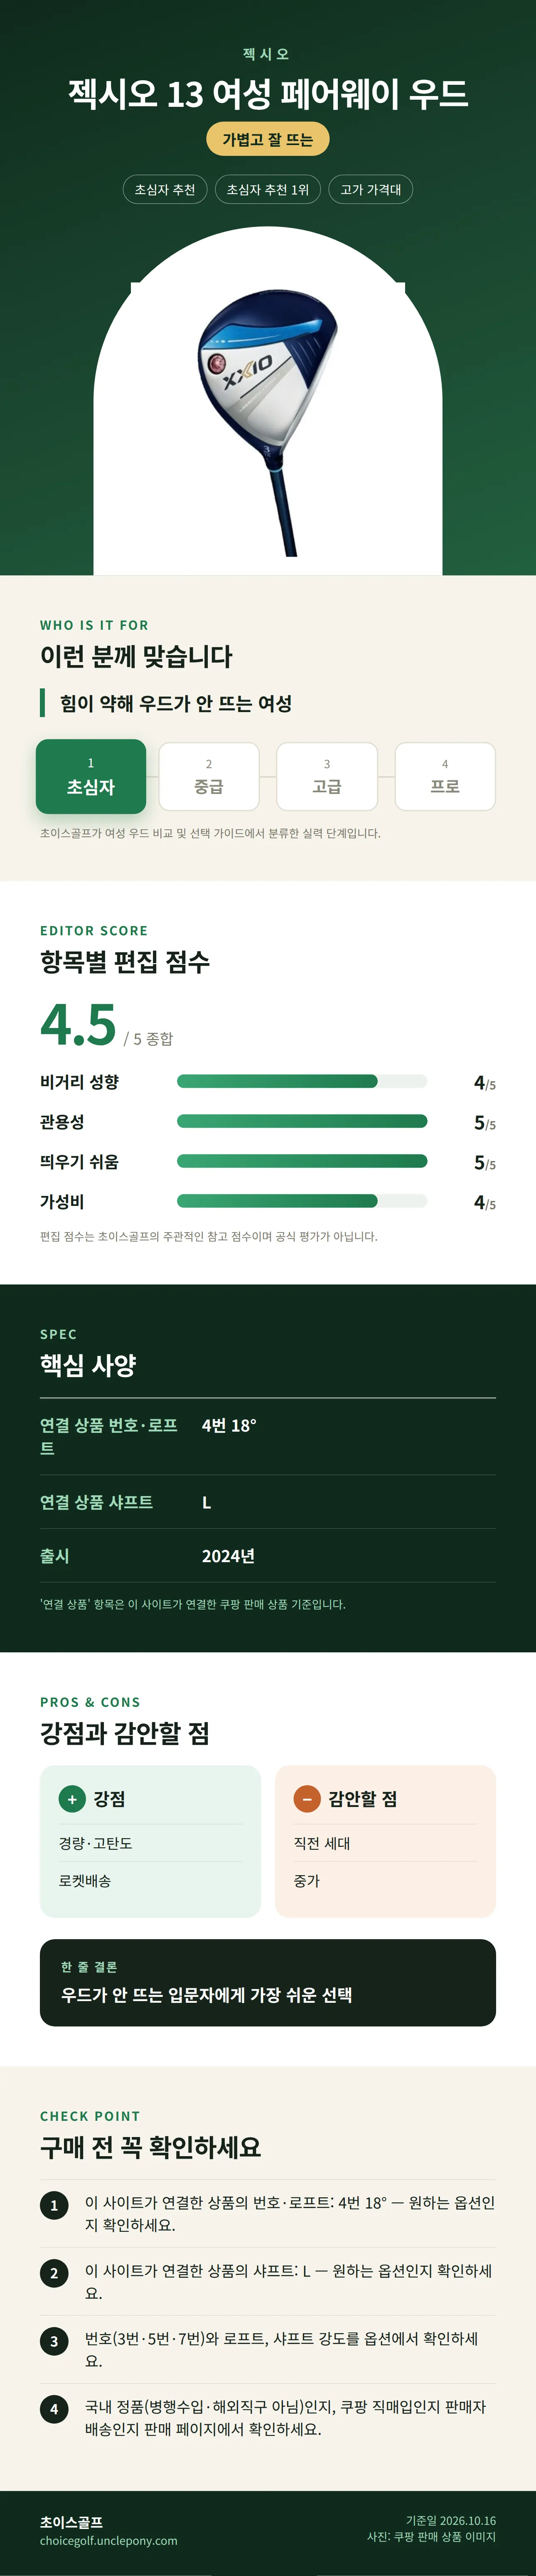 젝시오
젝시오 13 여성 페어웨이 우드
가볍고 잘 뜨는
초심자 추천
초심자 추천 1위
고가 가격대
XXIO
3
WHO IS IT FOR
이런 분께 맞습니다
힘이 약해 우드가 안 뜨는 여성
1
초심자
2
중급
3
고급
4
프로
초이스골프가 여성 우드 비교 및 선택 가이드에서 분류한 실력 단계입니다.
EDITOR SCORE
항목별 편집 점수
4.5 / 5 종합
비거리 성향 4/5
관용성 5/5
띄우기 쉬움 5/5
가성비 4/5
편집 점수는 초이스골프의 주관적인 참고 점수이며 공식 평가가 아닙니다.
SPEC
핵심 사양
연결 상품 번호·로프
트
4번 18°
연결 상품 샤프트 L
출시 2024년
'연결 상품' 항목은 이 사이트가 연결한 쿠팡 판매 상품 기준입니다.
PROS & CONS
강점과 감안할 점
+ 강점
경량·고탄도
로켓배송
− 감안할 점
직전 세대
중가
한 줄 결론
우드가 안 뜨는 입문자에게 가장 쉬운 선택
CHECK POINT
구매 전 꼭 확인하세요
1 이 사이트가 연결한 상품의 번호·로프트: 4번 18° — 원하는 옵션인
지 확인하세요.
2 이 사이트가 연결한 상품의 샤프트: L — 원하는 옵션인지 확인하세
요.
3 번호(3번·5번·7번)와 로프트, 샤프트 강도를 옵션에서 확인하세
요.
4 국내 정품(병행수입·해외직구 아님)인지, 쿠팡 직매입인지 판매자
배송인지 판매 페이지에서 확인하세요.
초이스골프
choicegolf.unclepony.com
기준일 2026.10.16
사진: 쿠팡 판매 상품 이미지